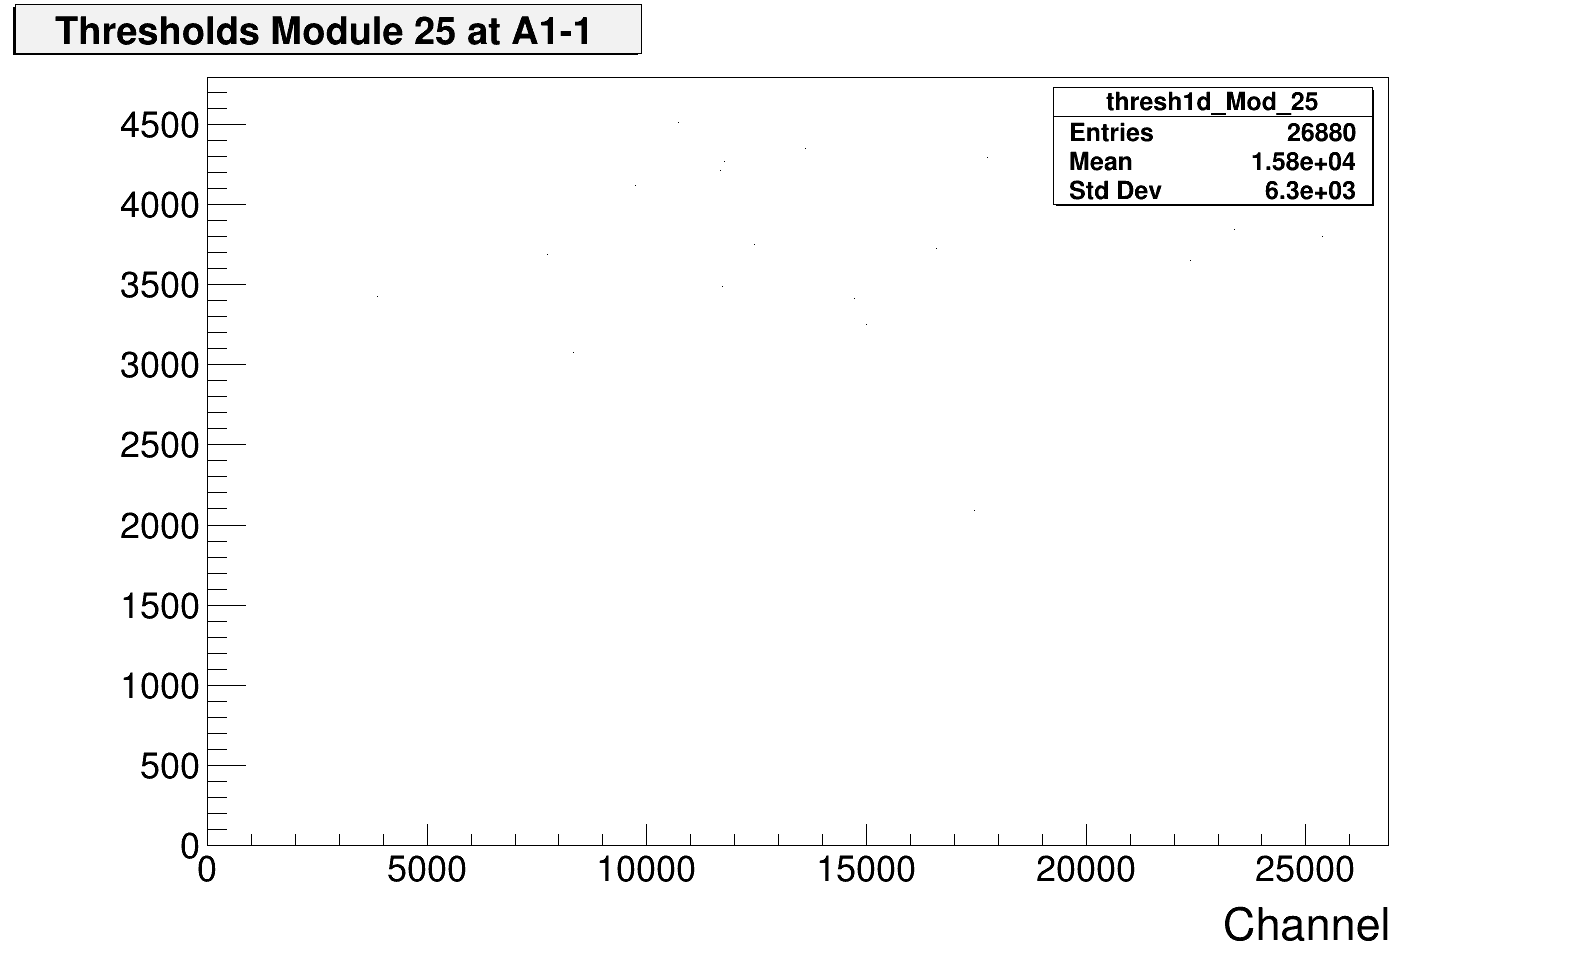 Thresholds Module 25 at A1-1
thresh1d_Mod_25
Entries 26880
Mean 1.58e+04
Std Dev 6.3e+03
4500
4000
3500
3000
2500
2000
1500
1000
500
0
0 5000 10000 15000 20000 25000
Channel